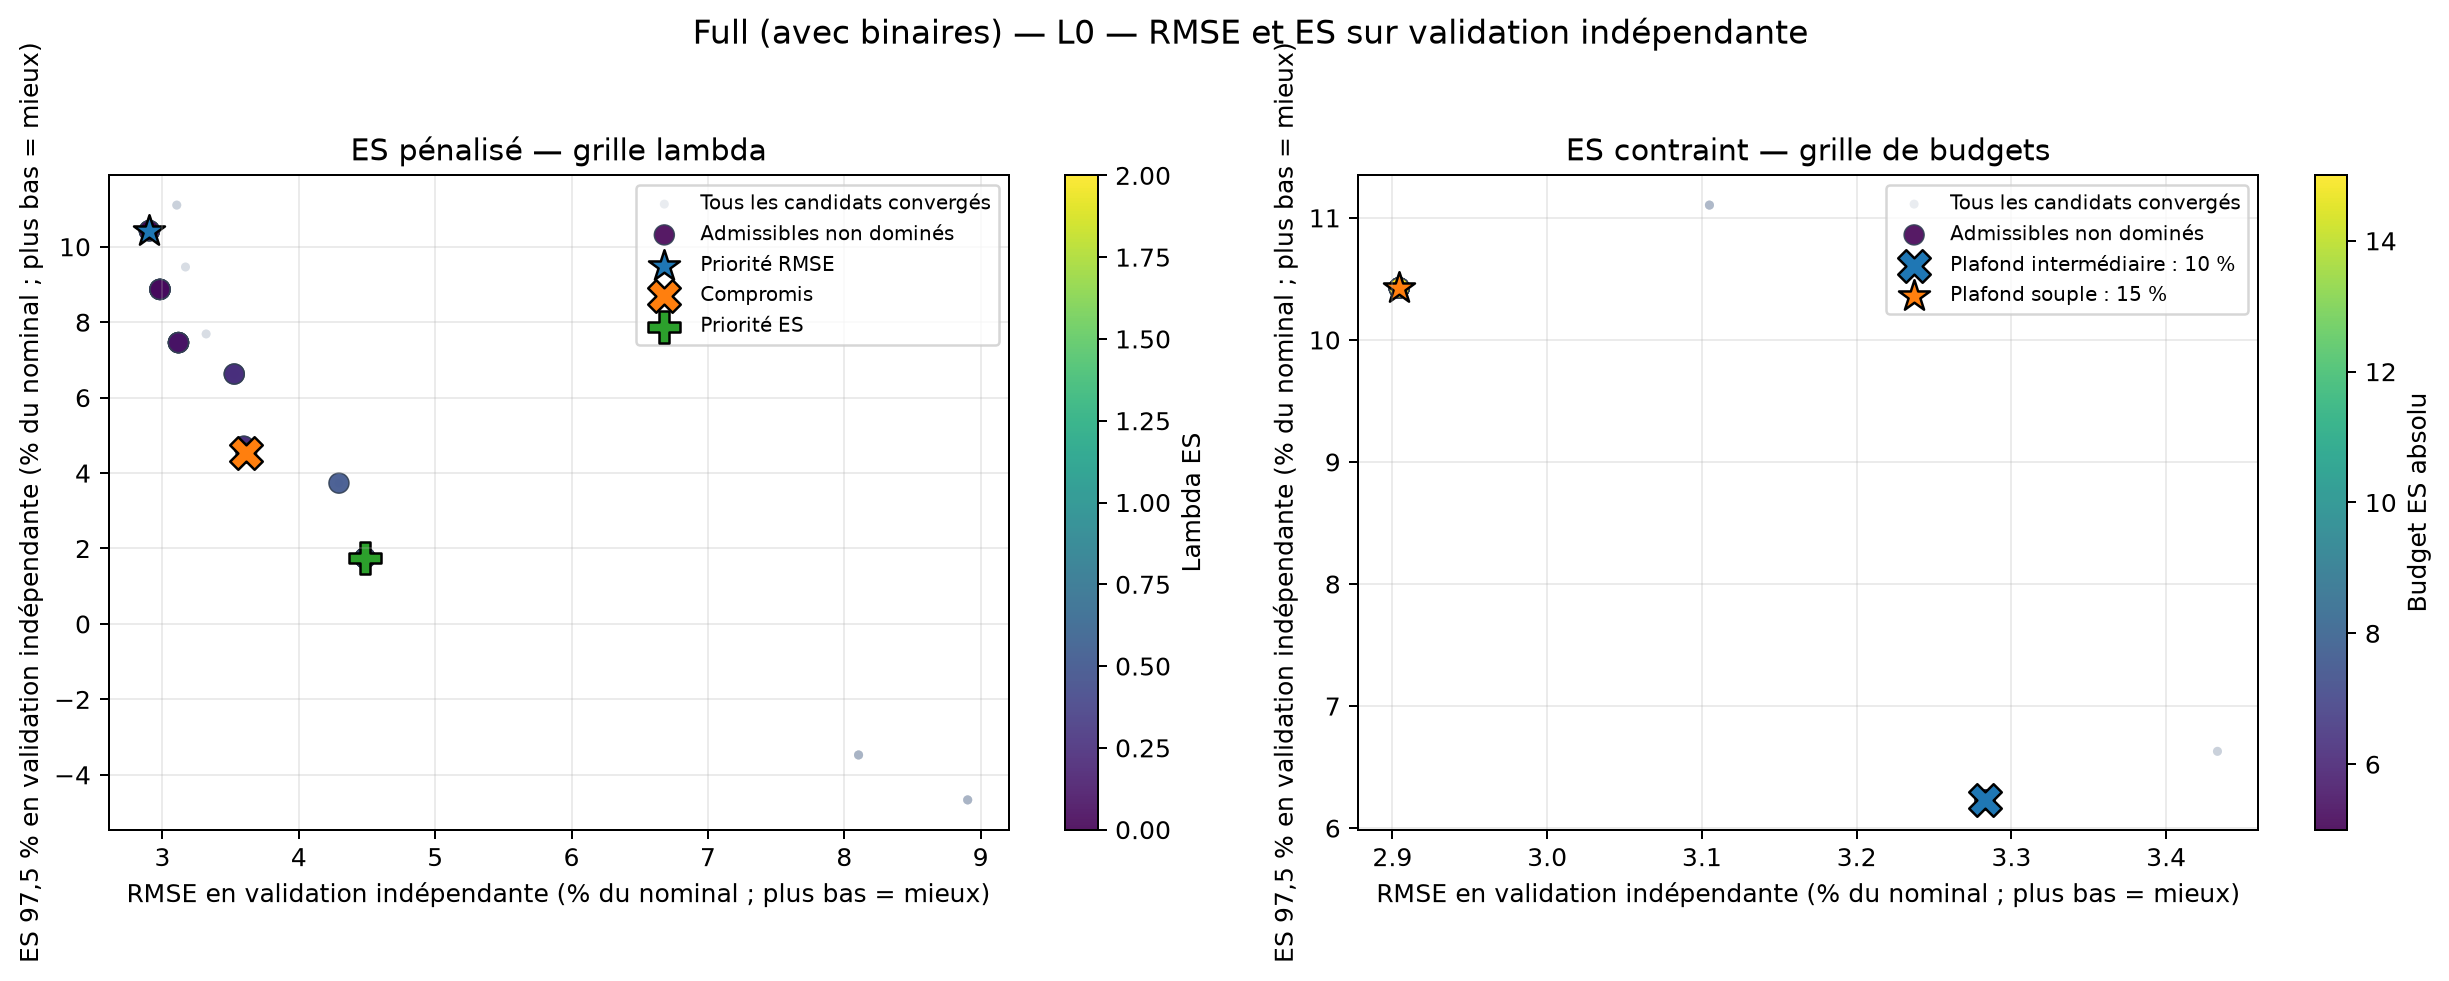 Full (avec binaires) — L0 — RMSE et ES sur validation indépendante
ES pénalisé — grille lambda
ES 97,5 % en validation indépendante (% du nominal ; plus bas = mieux)
10
8
6
4
2
0
−2
−4
Tous les candidats convergés
Admissibles non dominés
Priorité RMSE
Compromis
Priorité ES
3
4
5
6
7
8
9
RMSE en validation indépendante (% du nominal ; plus bas = mieux)
2.00
1.75
1.50
1.25
1.00
0.75
0.50
0.25
0.00
Lambda ES
ES contraint — grille de budgets
ES 97,5 % en validation indépendante (% du nominal ; plus bas = mieux)
11
10
9
8
7
6
Tous les candidats convergés
Admissibles non dominés
Plafond intermédiaire : 10 %
Plafond souple : 15 %
2.9
3.0
3.1
3.2
3.3
3.4
RMSE en validation indépendante (% du nominal ; plus bas = mieux)
14
12
10
8
6
Budget ES absolu